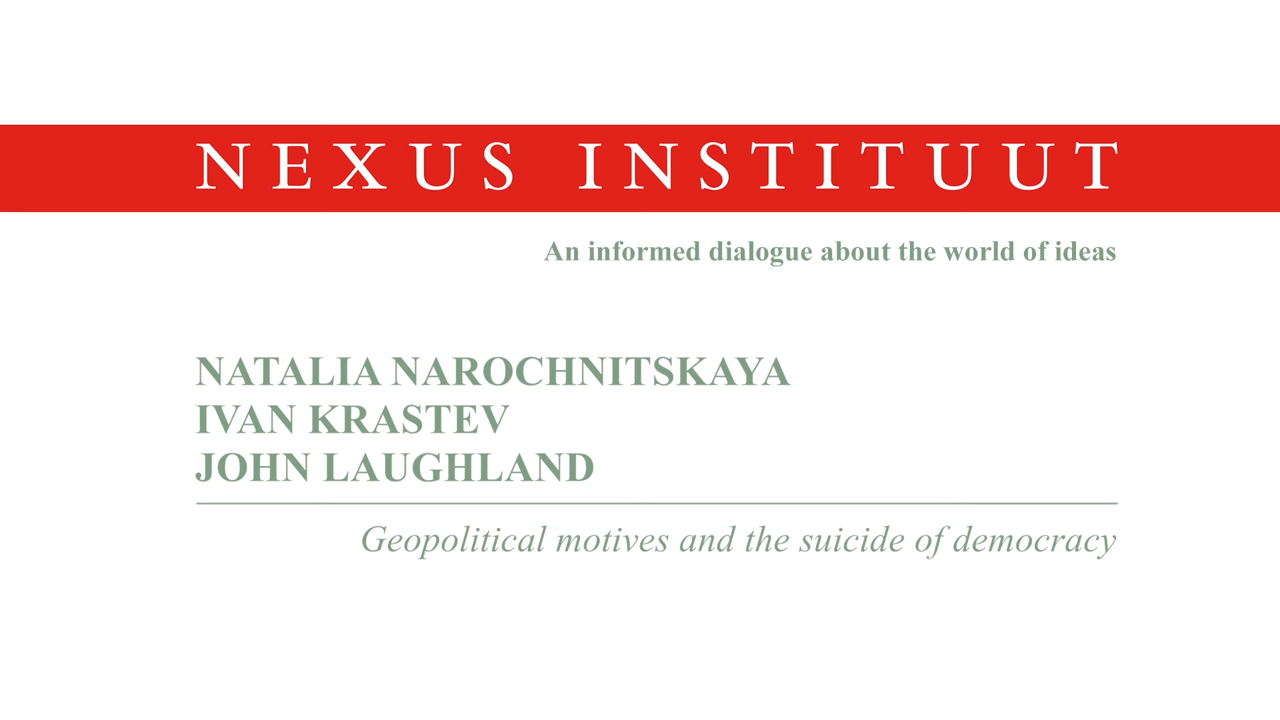 NEXUS INSTITUUT
An informed dialogue about the world of ideas
NATALIA NAROCHNITSKAYA
IVAN KRASTEV
JOHN LAUGHLAND
Geopolitical motives and the suicide of democracy